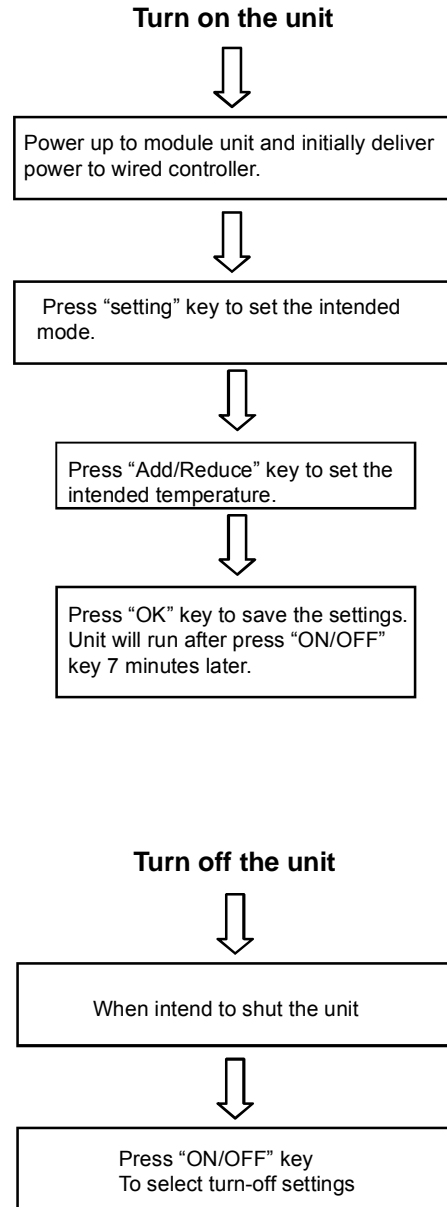 Turn on the unit
Power up to module unit and initially deliver
power to wired controller.
Press “setting” key to set the intended
mode.
Press “Add/Reduce” key to set the
intended temperature.
Press “OK” key to save the settings.
Unit will run after press “ON/OFF”
key 7 minutes later.
Turn off the unit
When intend to shut the unit
Press “ON/OFF” key
To select turn-off settings